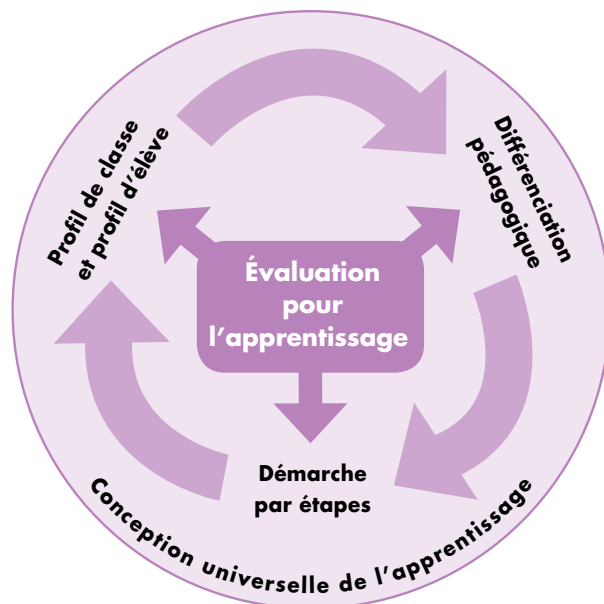 Profil de classe
et profil d'élève
Différenciation
pédagogique
Évaluation
pour
l'apprentissage
Démarche
par étapes
Conception universelle de l'apprentissage